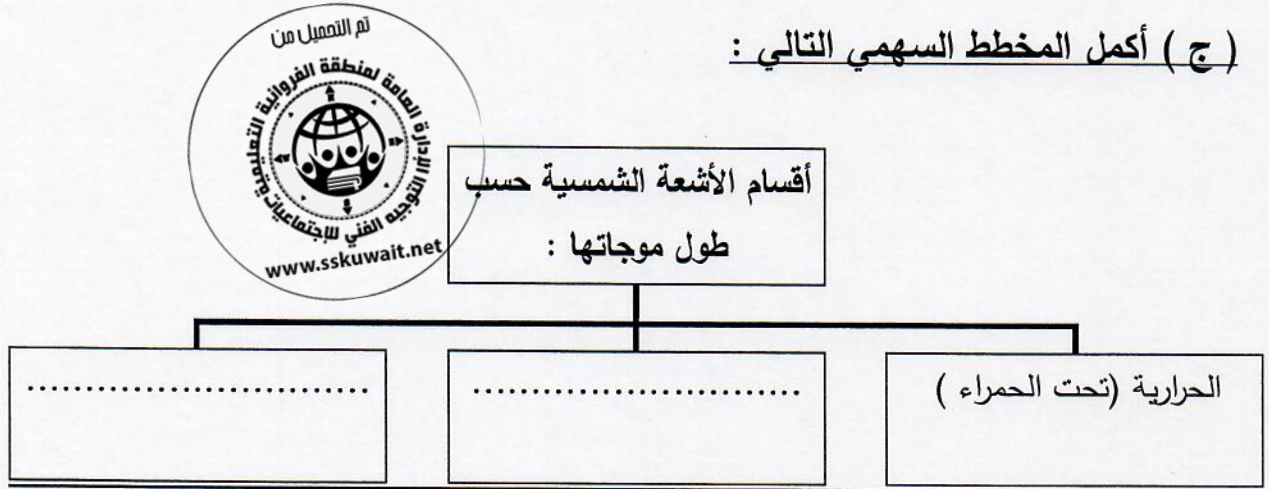 ( ج ) أكمل المخطط السهمي التالي :
تم التحميل من
الإدارة العامة لمنطقة الفروانية التعليمية
التوجيه الفني للإجتماعيات
www.sskuwait.net
أقسام الأشعة الشمسية حسب
طول موجاتها :
الحرارية (تحت الحمراء )
..............................
............................